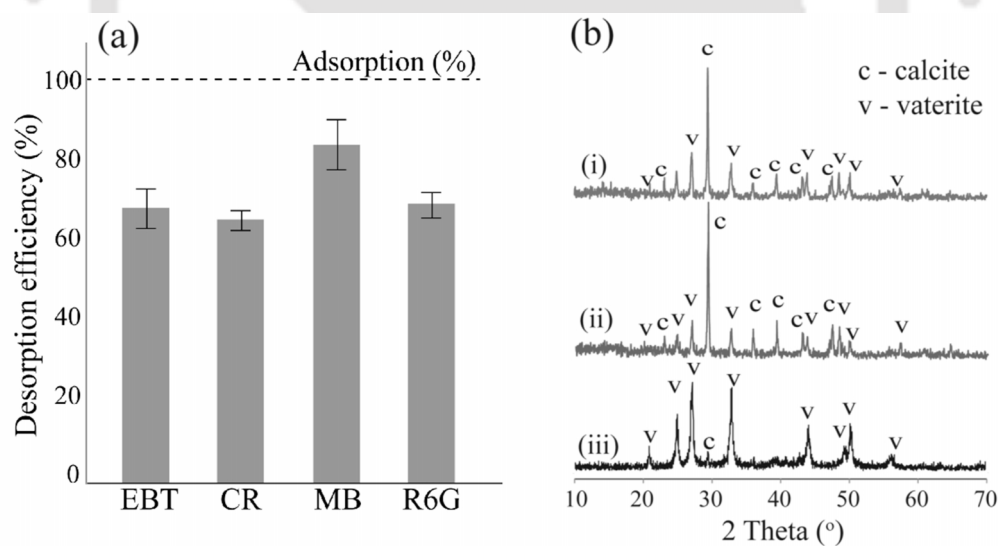 (a)
Adsorption (%)
Desorption efficiency (%)
100
80
60
40
20
0
EBT CR MB R6G
(b)
c - calcite
v - vaterite
(i)
v c v c v c c c v c v v v
(ii)
v c v v c v c c c v c v v v
(iii)
v v v c v v v v v
10 20 30 40 50 60 70
2 Theta (°)